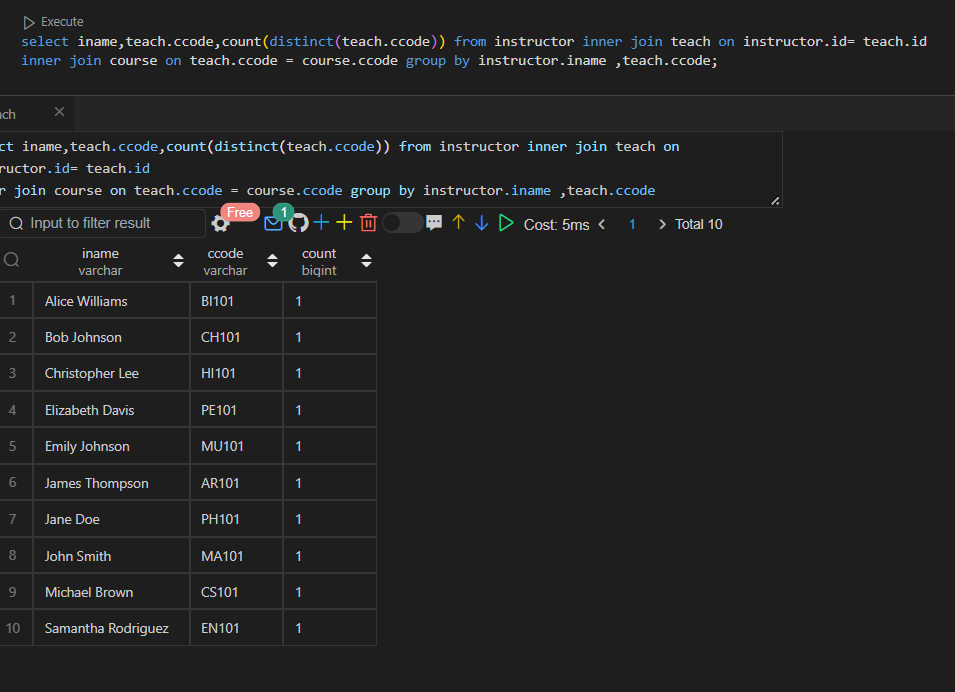 Execute
select iname,teach.ccode,count(distinct(teach.ccode)) from instructor inner join teach on instructor.id= teach.id
inner join course on teach.ccode = course.ccode group by instructor.iname ,teach.ccode;
ch
ct iname,teach.ccode,count(distinct(teach.ccode)) from instructor inner join teach on
ructor.id= teach.id
r join course on teach.ccode = course.ccode group by instructor.iname ,teach.ccode
Input to filter result Free 1 Cost: 5ms 1 Total 10
iname ccode count
varchar varchar bigint
1 Alice Williams BI101 1
2 Bob Johnson CH101 1
3 Christopher Lee HI101 1
4 Elizabeth Davis PE101 1
5 Emily Johnson MU101 1
6 James Thompson AR101 1
7 Jane Doe PH101 1
8 John Smith MA101 1
9 Michael Brown CS101 1
10 Samantha Rodriguez EN101 1